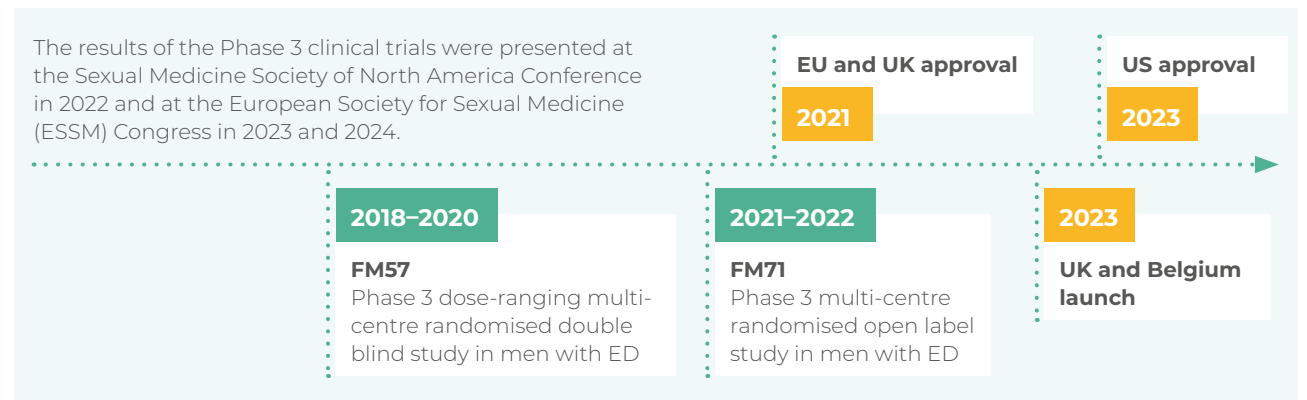 The results of the Phase 3 clinical trials were presented at
the Sexual Medicine Society of North America Conference
in 2022 and at the European Society for Sexual Medicine
(ESSM) Congress in 2023 and 2024.
EU and UK approval
2021
US approval
2023
2018–2020
FM57
Phase 3 dose-ranging multi-
centre randomised double
blind study in men with ED
2021–2022
FM71
Phase 3 multi-centre
randomised open label
study in men with ED
2023
UK and Belgium
launch